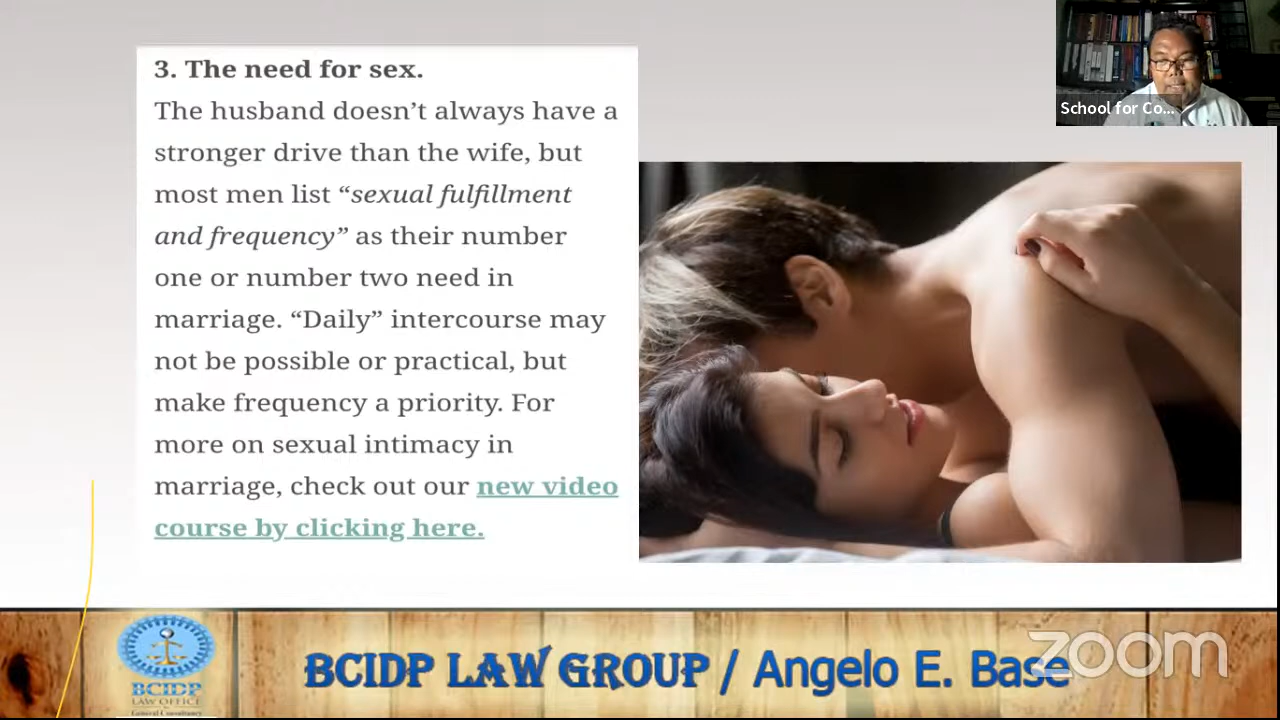 3. The need for sex.
The husband doesn’t always have a
stronger drive than the wife, but
most men list “sexual fulfillment
and frequency” as their number
one or number two need in
marriage. “Daily” intercourse may
not be possible or practical, but
make frequency a priority. For
more on sexual intimacy in
marriage, check out our new video
course by clicking here.
School for Co...
BCIDP
LAW OFFICE
General Consultancy
BCIDP LAW GROUP / Angelo E. Base
zoom